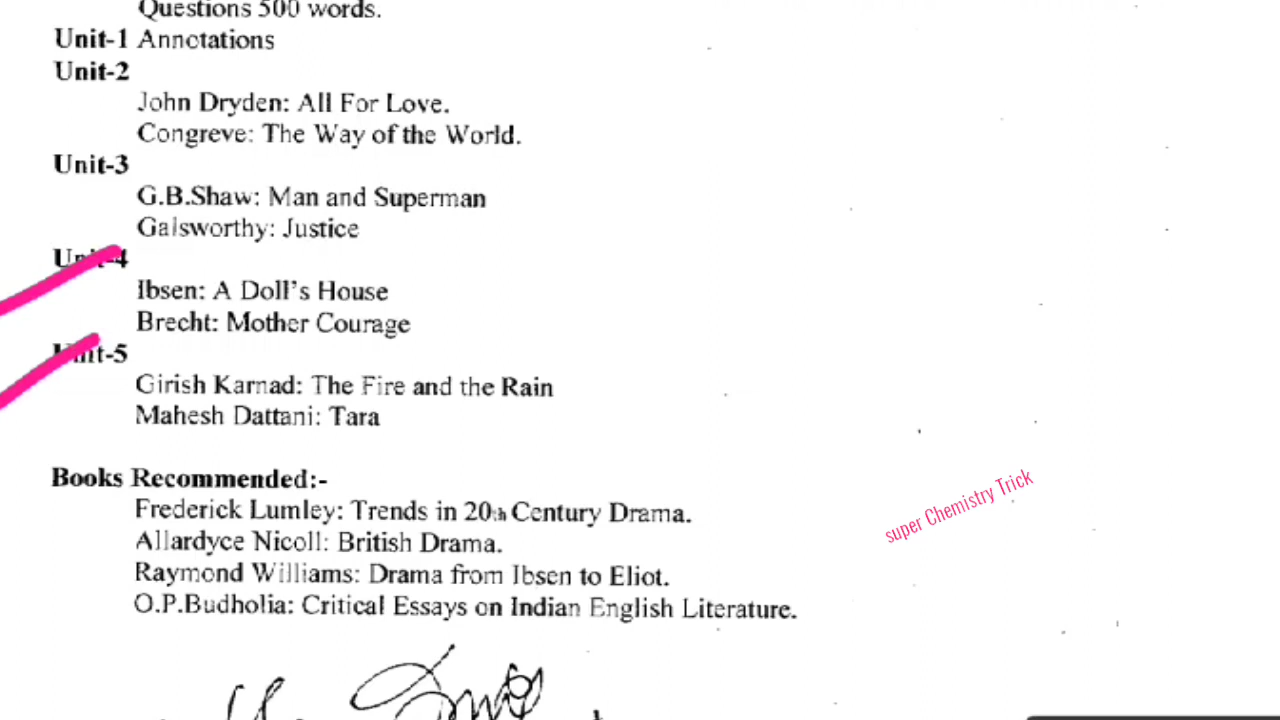 Questions 500 words.
Unit-1 Annotations
Unit-2
John Dryden: All For Love.
Congreve: The Way of the World.
Unit-3
G.B.Shaw: Man and Superman
Galsworthy: Justice
Unit-4
Ibsen: A Doll's House
Brecht: Mother Courage
Unit-5
Girish Karnad: The Fire and the Rain
Mahesh Dattani: Tara
Books Recommended:-
Frederick Lumley: Trends in 20th Century Drama.
Allardyce Nicoll: British Drama.
super Chemistry Trick
Raymond Williams: Drama from Ibsen to Eliot.
O.P.Budholia: Critical Essays on Indian English Literature.